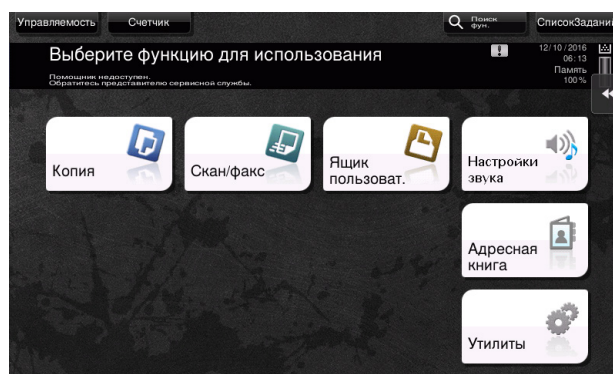 Управляемость
Счетчик
Поиск
фун.
СписокЗадани
Выберите функцию для использования
Помощник недоступен.
Обратитесь представителю сервисной службы.
12/10/2016
06:13
Память
100%
Копия
Скан/факс
Ящик
пользоват.
Настройки
звука
Адресная
книга
Утилиты